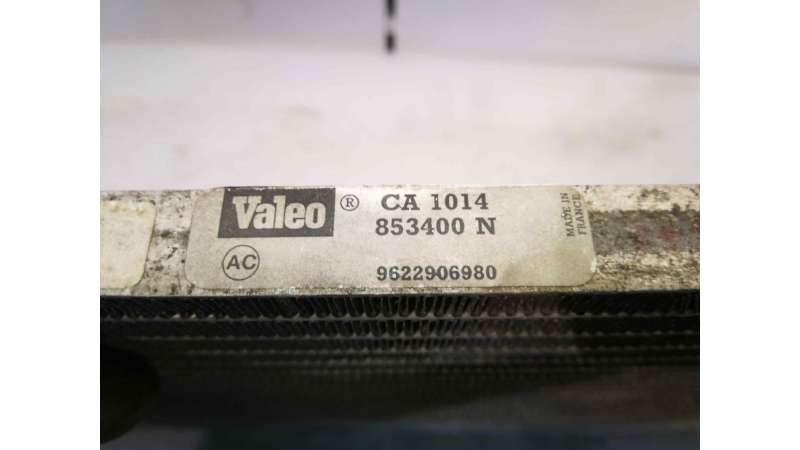 Valeo ® CA 1014
853400 N
MADE IN
FRANCE
AC 9622906980